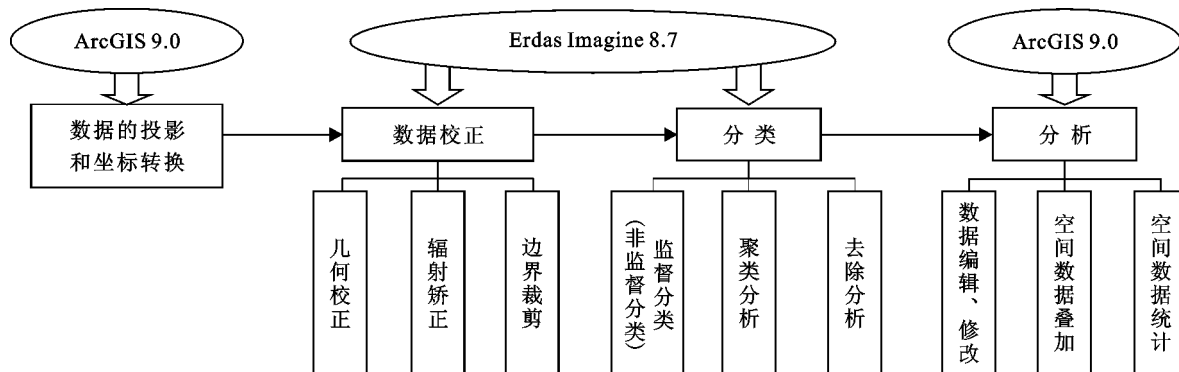 ArcGIS 9.0
Erdas Imagine 8.7
ArcGIS 9.0
数据的投影
和坐标转换
数据校正
分类
分析
几何校正
辐射矫正
边界裁剪
监督分类
(非监督分类)
聚类分析
去除分析
数据编辑、修改
空间数据叠加
空间数据统计